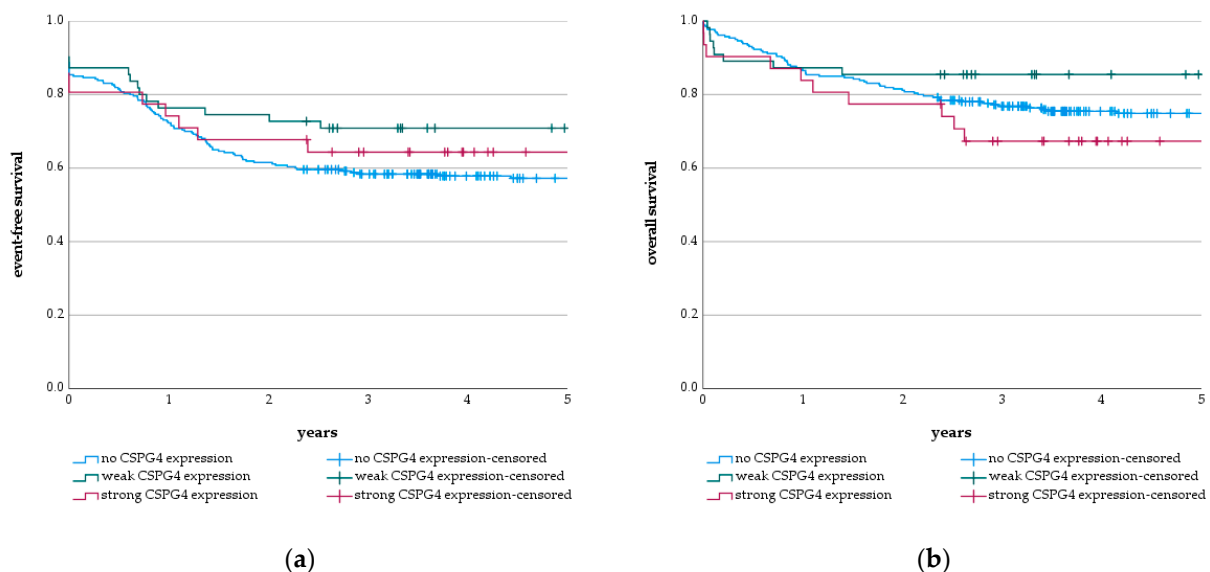 1.0
0.8
0.6
0.4
0.2
0.0
event-free survival
0 1 2 3 4 5
years
no CSPG4 expression no CSPG4 expression-censored
weak CSPG4 expression weak CSPG4 expression-censored
strong CSPG4 expression strong CSPG4 expression-censored
(a)
1.0
0.8
0.6
0.4
0.2
0.0
overall survival
0 1 2 3 4 5
years
no CSPG4 expression no CSPG4 expression-censored
weak CSPG4 expression weak CSPG4 expression-censored
strong CSPG4 expression strong CSPG4 expression-censored
(b)